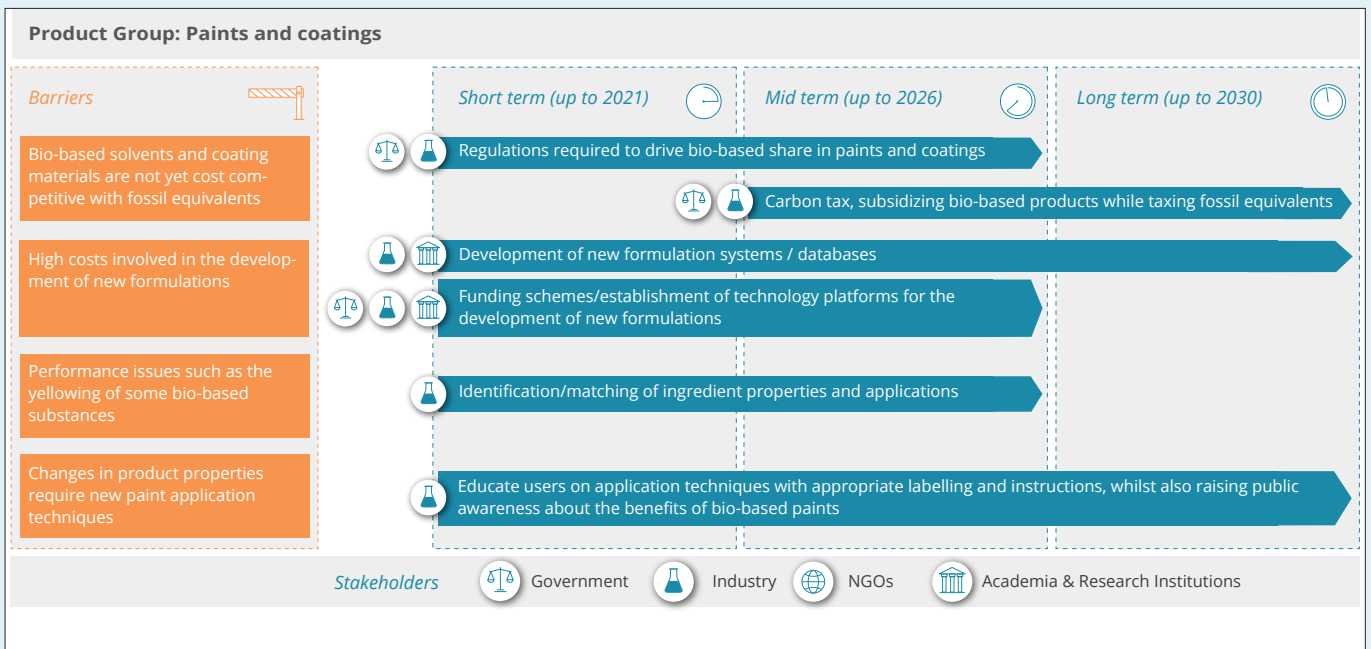 Product Group: Paints and coatings
Barriers
Short term (up to 2021)
Mid term (up to 2026)
Long term (up to 2030)
Bio-based solvents and coating
materials are not yet cost com-
petitive with fossil equivalents
Regulations required to drive bio-based share in paints and coatings
Carbon tax, subsidizing bio-based products while taxing fossil equivalents
High costs involved in the develop-
ment of new formulations
Development of new formulation systems / databases
Funding schemes/establishment of technology platforms for the
development of new formulations
Performance issues such as the
yellowing of some bio-based
substances
Identification/matching of ingredient properties and applications
Changes in product properties
require new paint application
techniques
Educate users on application techniques with appropriate labelling and instructions, whilst also raising public
awareness about the benefits of bio-based paints
Stakeholders
Government
Industry
NGOs
Academia & Research Institutions